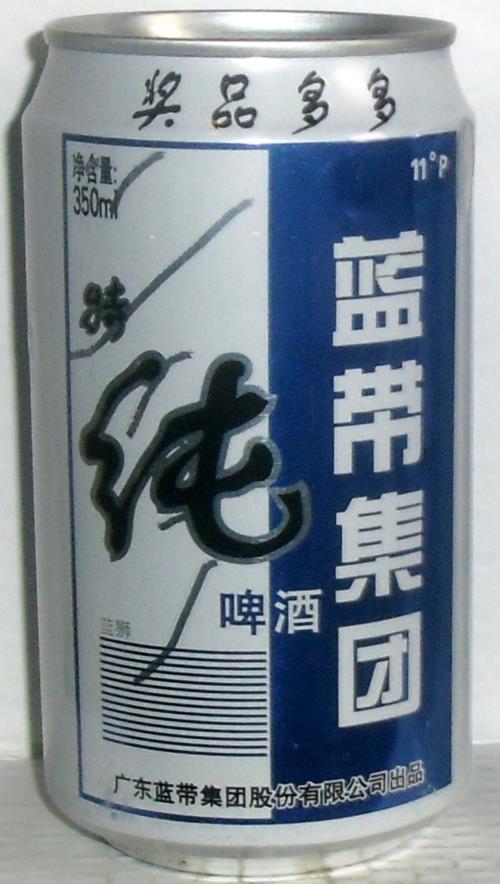 奖品多多
净含量:
350ml
11°P
特
纯
啤酒
蓝带集团
蓝狮
广东蓝带集团股份有限公司出品